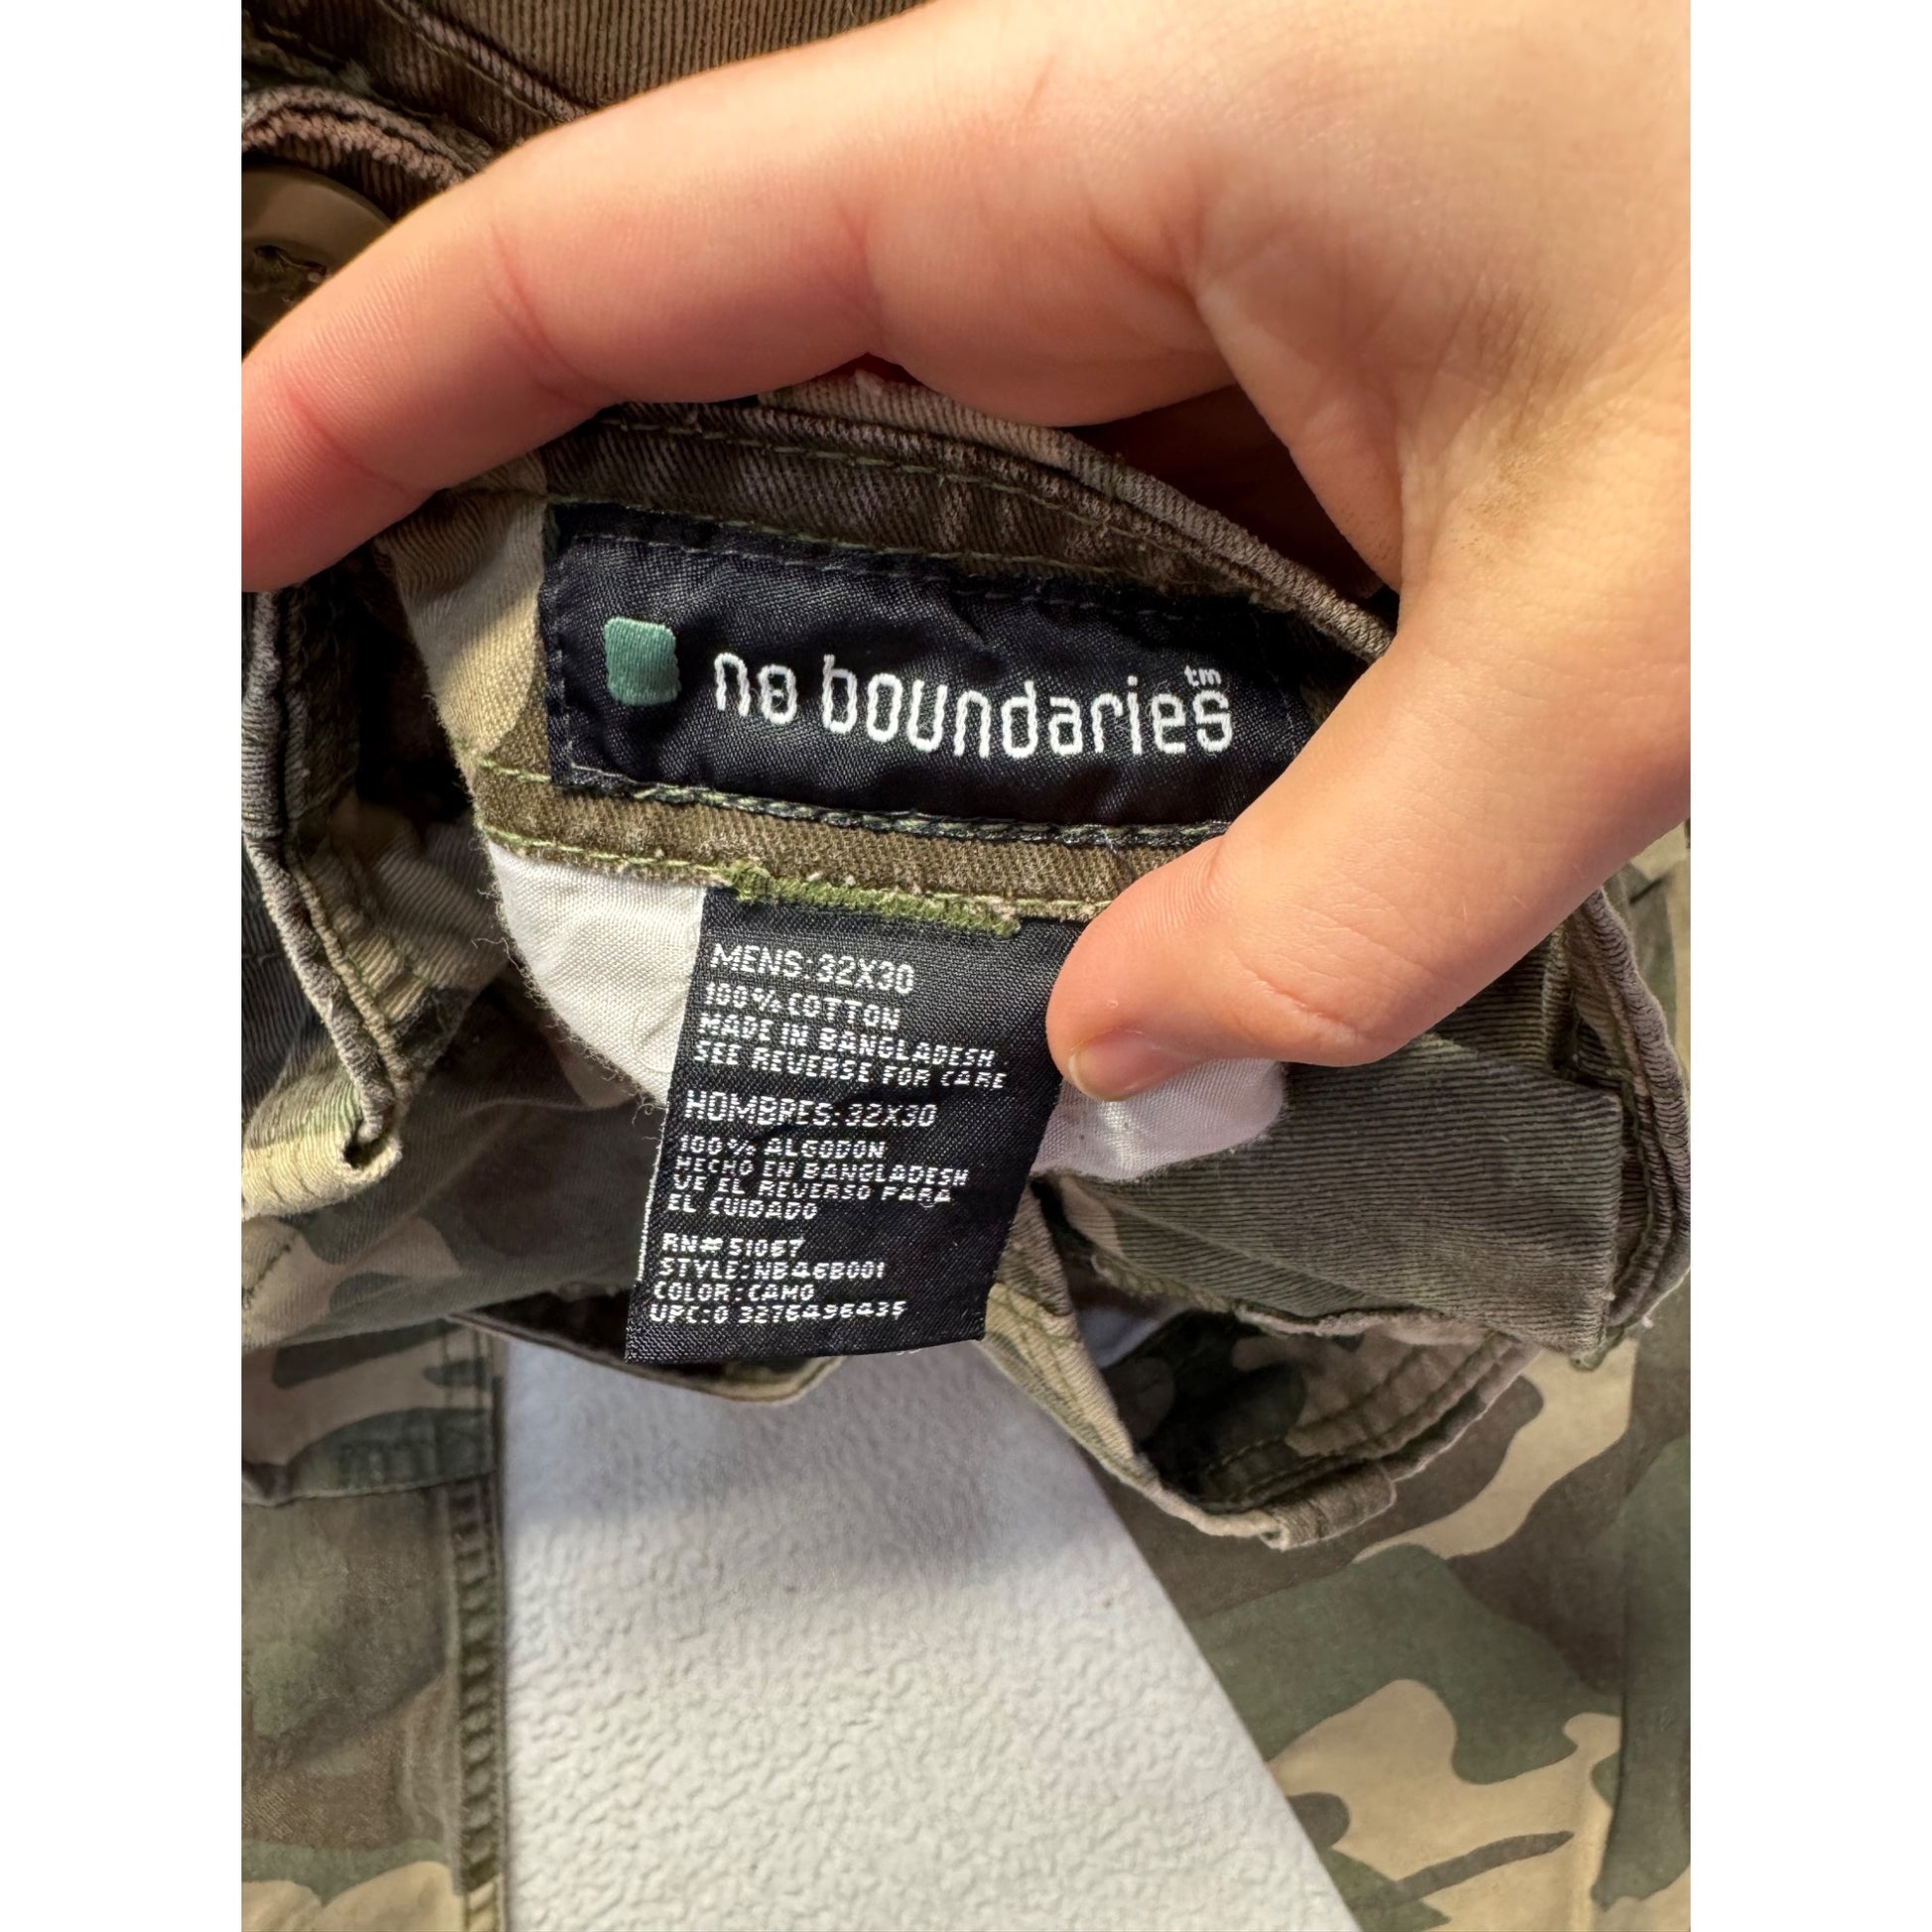 no boundaries tm
MENS: 32X30
100% COTTON
MADE IN BANGLADESH
SEE REVERSE FOR CARE
HOMBRES: 32X30
100% ALGODON
HECHO EN BANGLADESH
VE EL REVERSO PARA
EL CUIDADO
RN# 51067
STYLE: NBA6B001
COLOR: CAMO
UPC: 0 3276496435